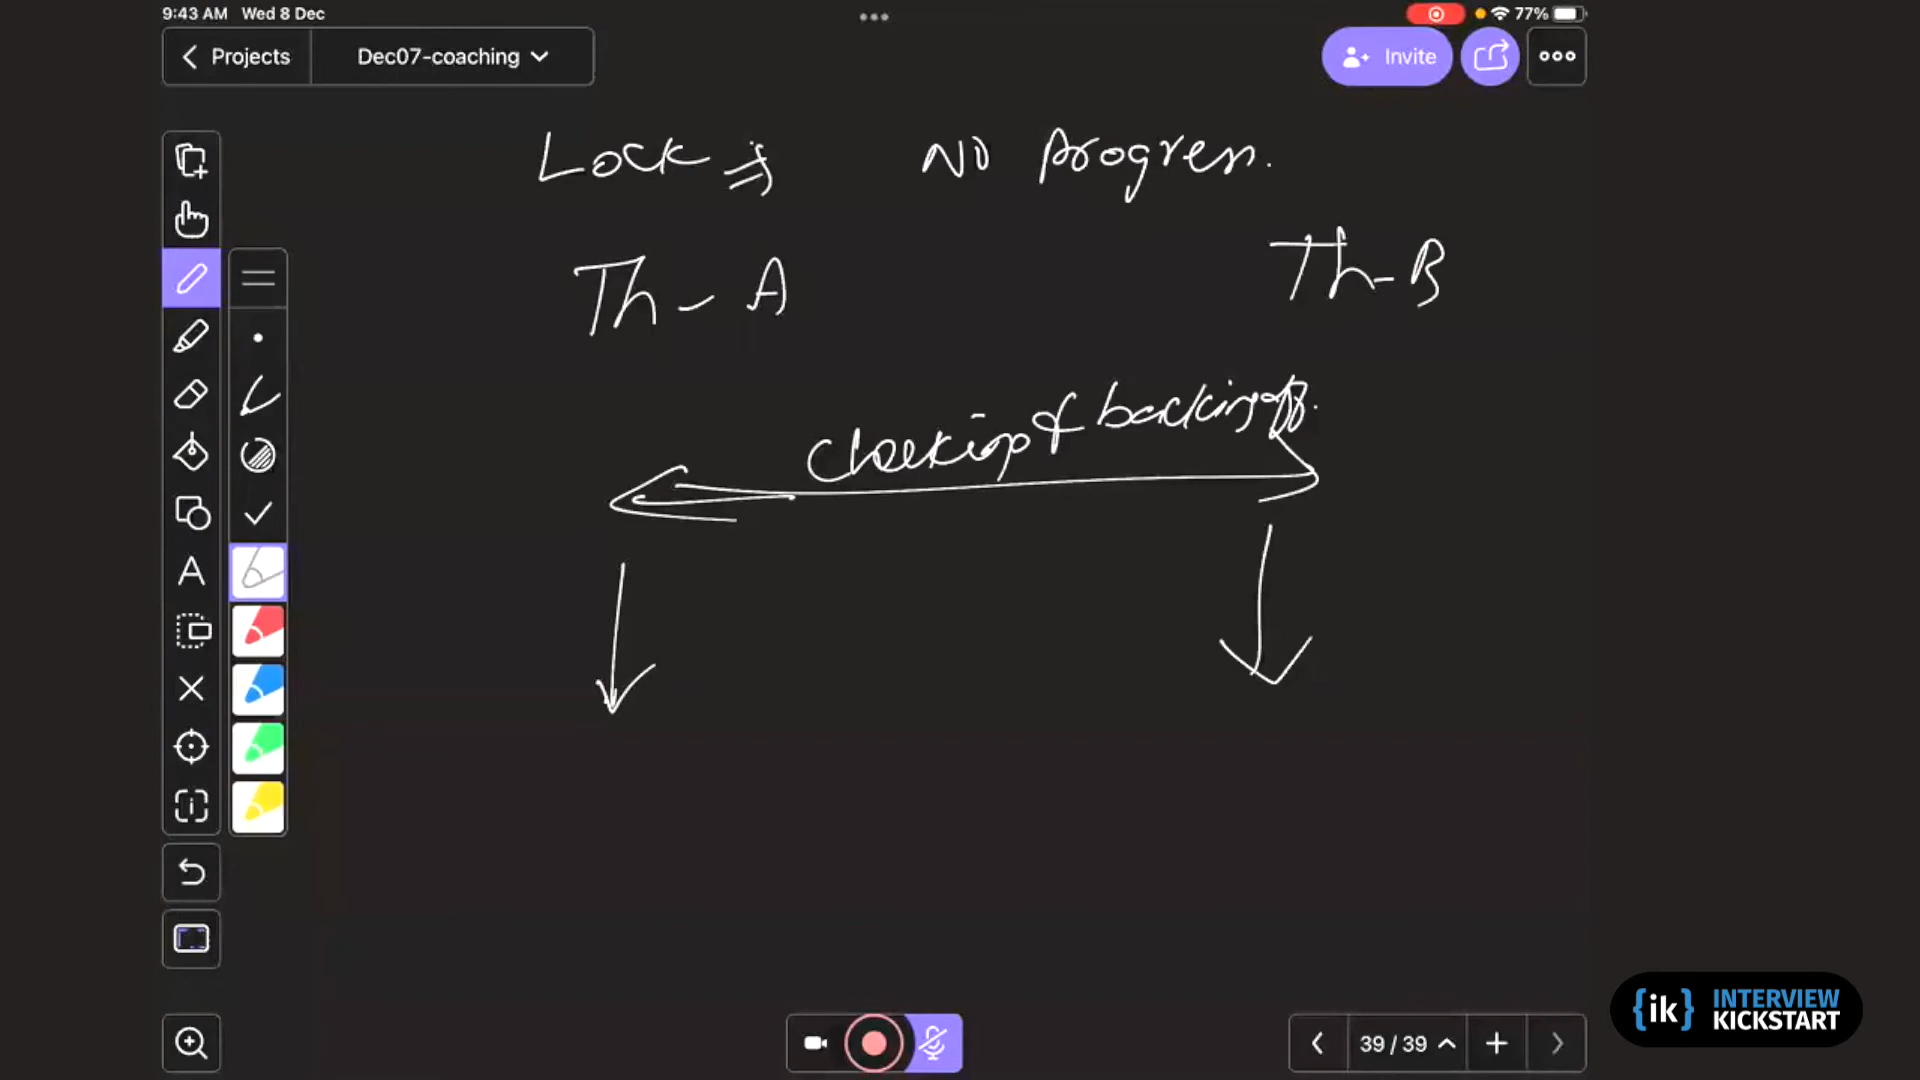 9:43 AM Wed 8 Dec
77%
Projects
Dec07-coaching
Invite
Lock ⇒ No Progress.
Th - A
Th - B
Checking & backing off.
A
39 / 39
{ik} INTERVIEW
KICKSTART